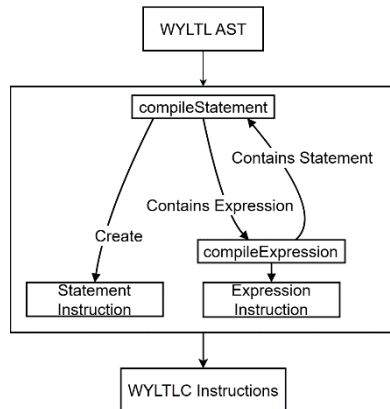 WYLTL AST
compileStatement
Contains Statement
Contains Expression
Create
compileExpression
Statement
Instruction
Expression
Instruction
WYLTLC Instructions